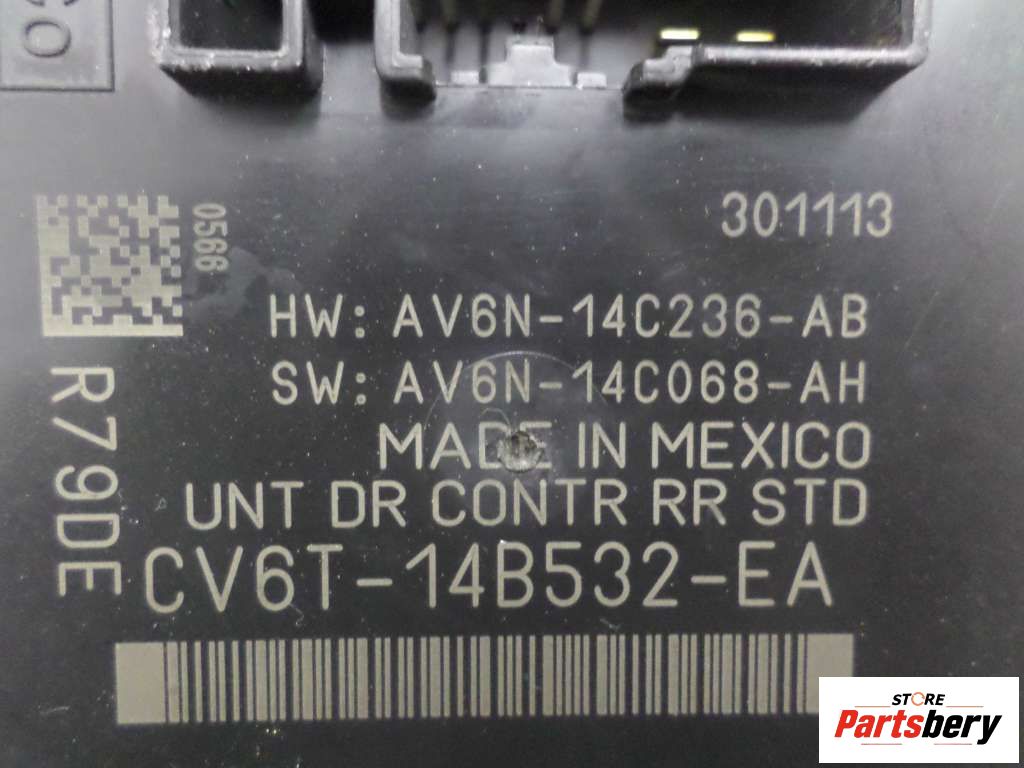 CO
301113
0566
HW: AV6N-14C236-AB
SW: AV6N-14C068-AH
MADE IN MEXICO
UNT DR CONTR RR STD
R79DE
CV6T-14B532-EA
STORE
Partsbery